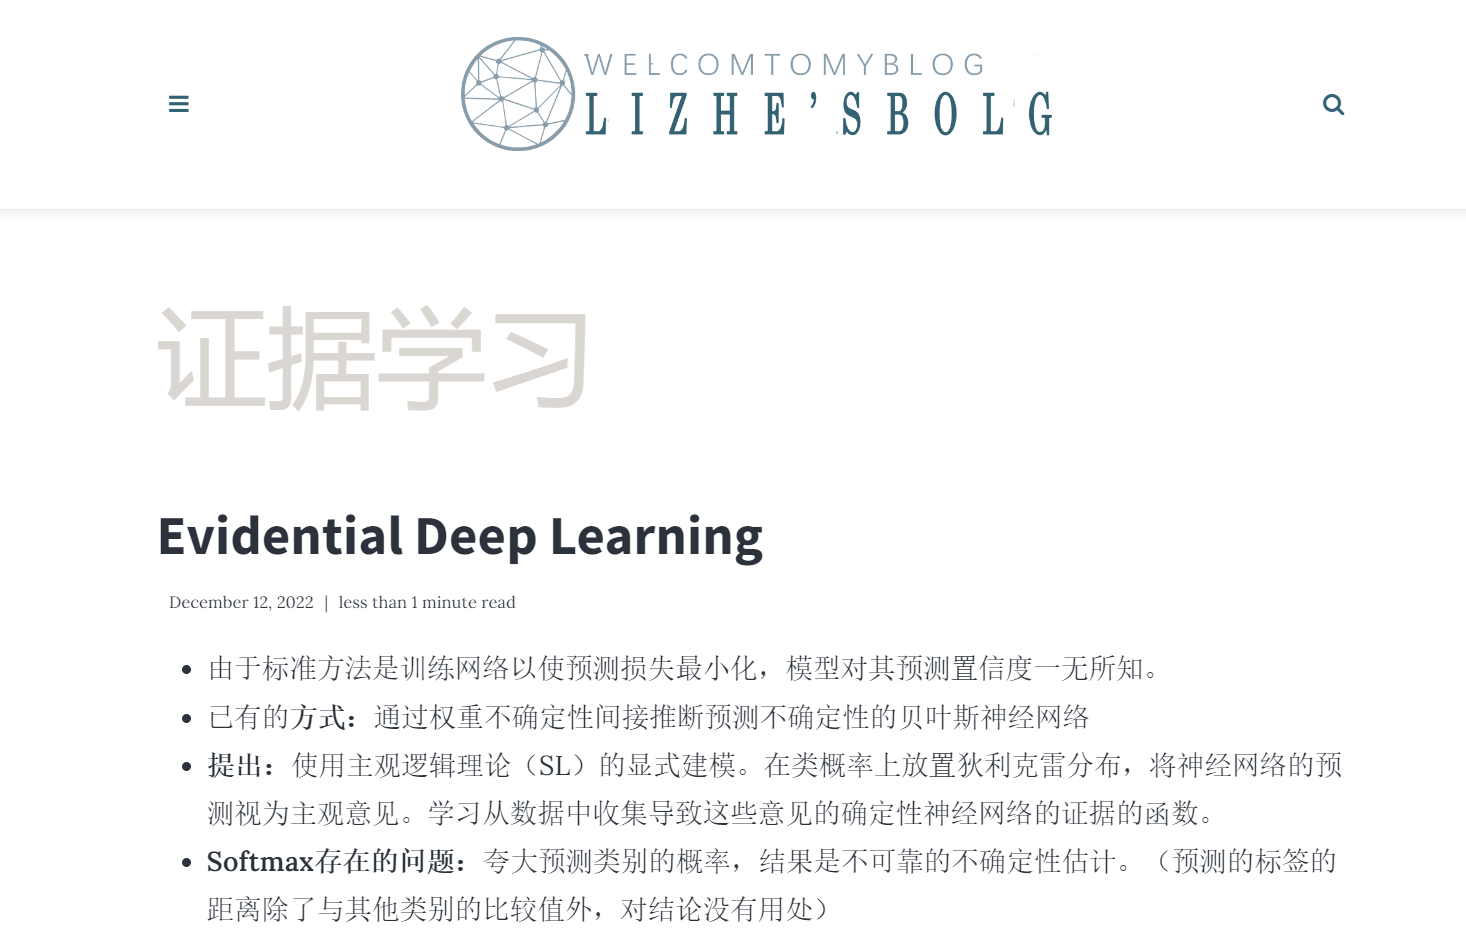 WELCOMTOMYBLOG
LIZHE’SBOLG
证据学习
Evidential Deep Learning
December 12, 2022 | less than 1 minute read
由于标准方法是训练网络以使预测损失最小化，模型对其预测置信度一无所知。
已有的方式：通过权重不确定性间接推断预测不确定性的贝叶斯神经网络
提出：使用主观逻辑理论（SL）的显式建模。在类概率上放置狄利克雷分布，将神经网络的预
测视为主观意见。学习从数据中收集导致这些意见的确定性神经网络的证据的函数。
Softmax存在的问题：夸大预测类别的概率，结果是不可靠的不确定性估计。（预测的标签的
距离除了与其他类别的比较值外，对结论没有用处）